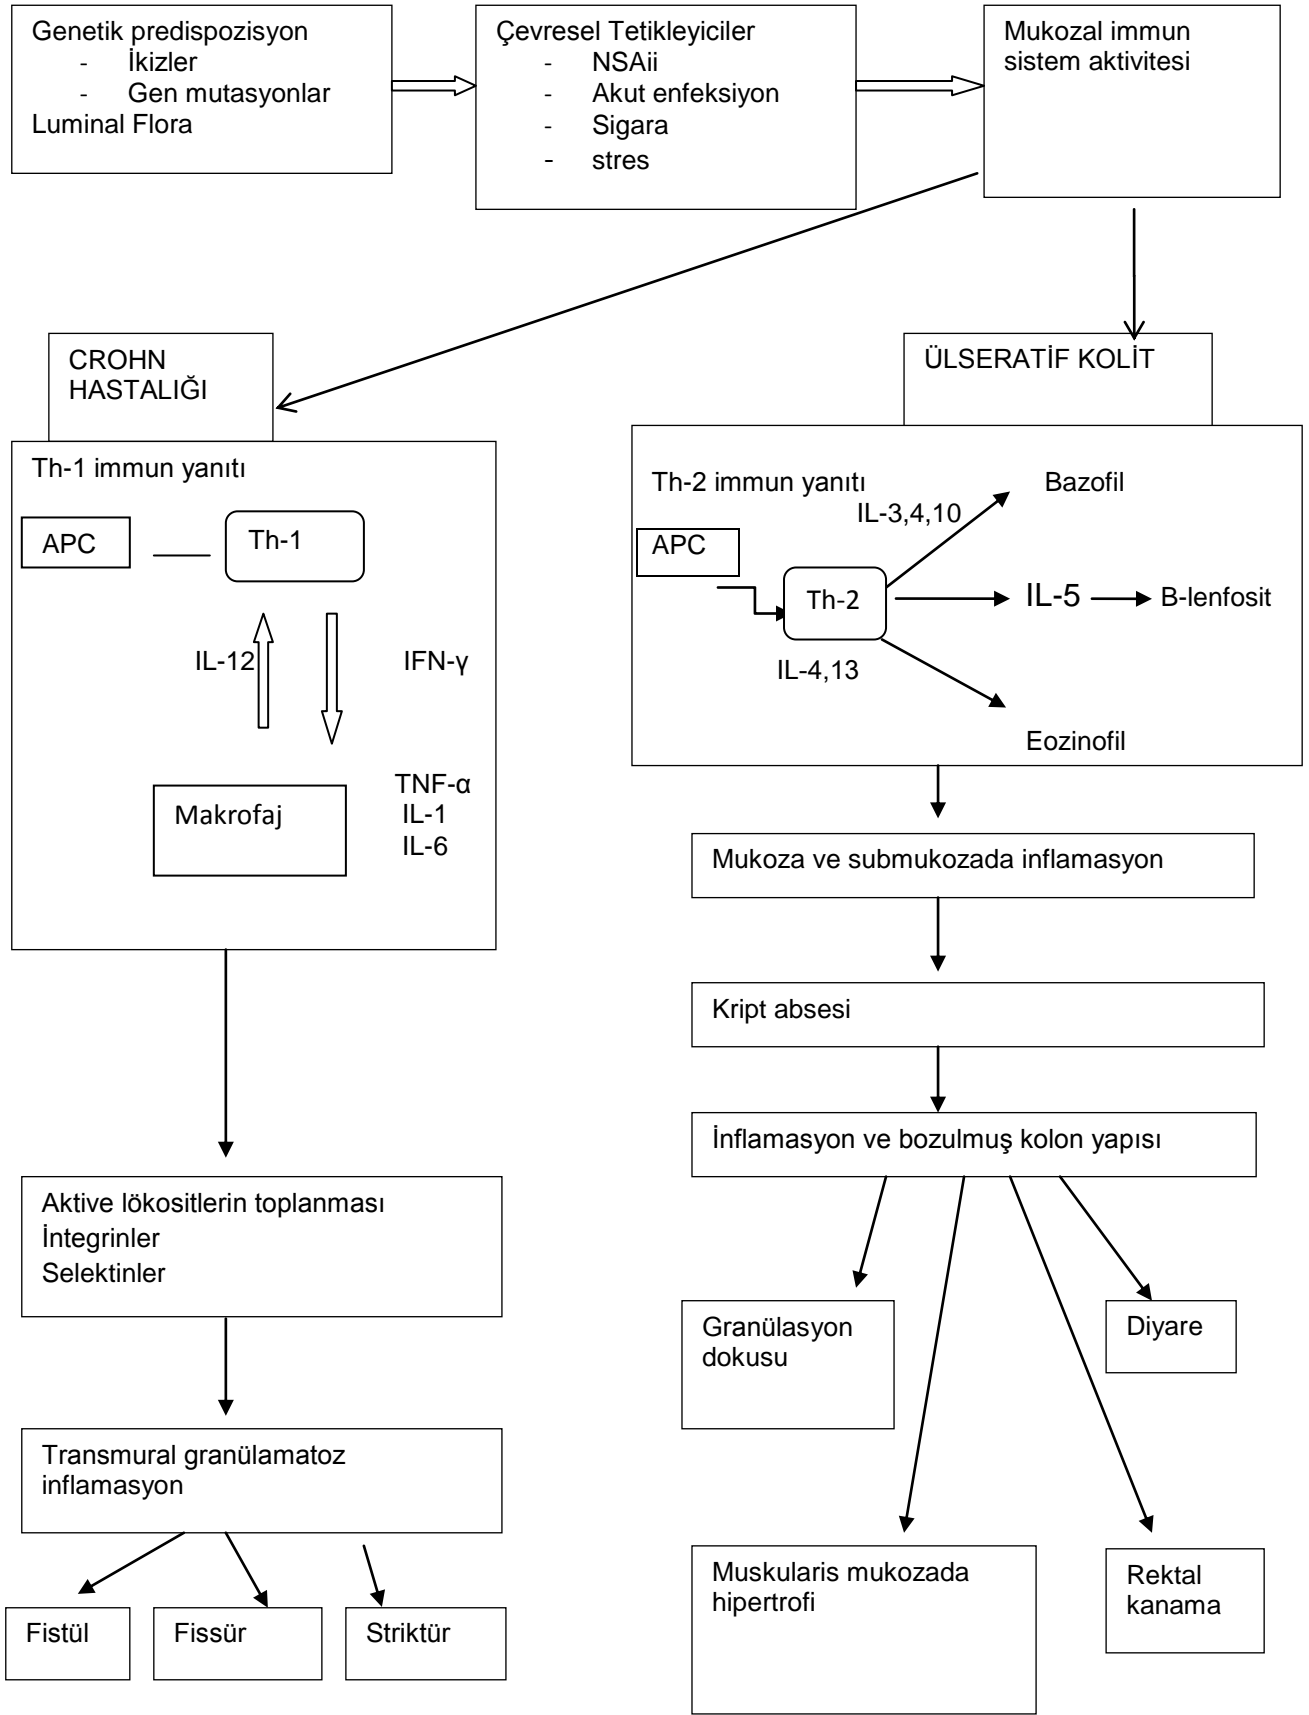 Genetik predispozisyon
- İkizler
- Gen mutasyonlar
Luminal Flora
Çevresel Tetikleyiciler
- NSAii
- Akut enfeksiyon
- Sigara
- stres
Mukozal immun
sistem aktivitesi
CROHN
HASTALIĞI
Th-1 immun yanıtı
APC
Th-1
IL-12
IFN-γ
TNF-α
IL-1
IL-6
Makrofaj
Aktive lökositlerin toplanması
İntegrinler
Selektinler
Transmural granülamatoz
inflamasyon
Fistül
Fissür
Striktür
ÜLSERATİF KOLİT
Th-2 immun yanıtı
IL-3,4,10
Bazofil
APC
Th-2
IL-5
B-lenfosit
IL-4,13
Eozinofil
Mukoza ve submukozada inflamasyon
Kript absesi
İnflamasyon ve bozulmuş kolon yapısı
Granülasyon
dokusu
Diyare
Muskularis mukozada
hipertrofi
Rektal
kanama